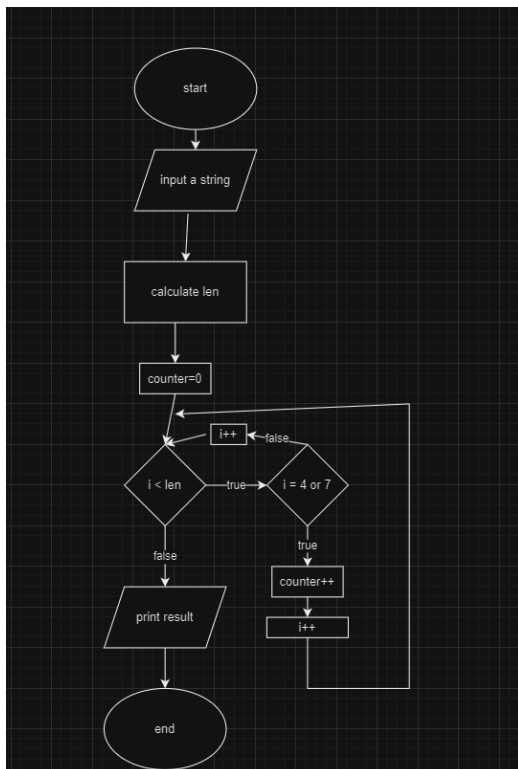 start
input a string
calculate len
counter=0
i++
false
i < len
true
i = 4 or 7
true
false
counter++
print result
i++
end